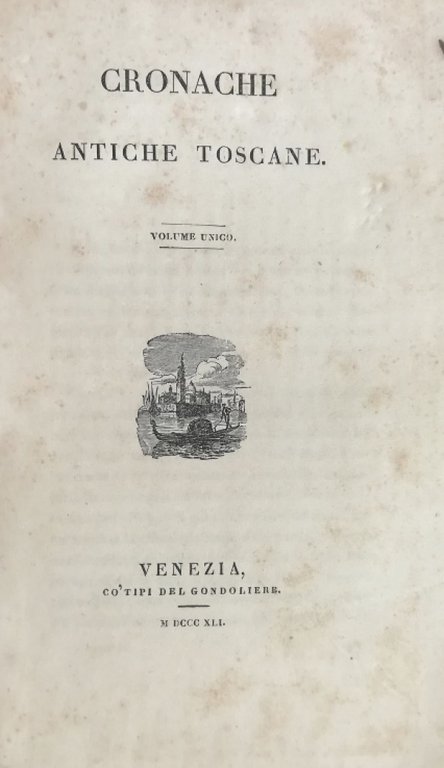 CRONACHE
ANTICHE TOSCANE.
VOLUME UNICO.
VENEZIA,
CO'TIPI DEL GONDOLIERE.
M DCCC XLI.